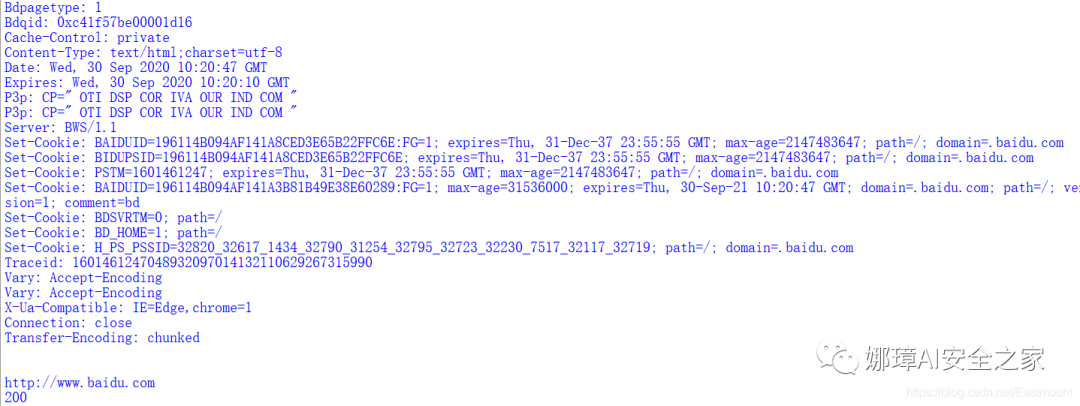 Bdpagetype: 1
Bdqid: 0xc41f57be00001d16
Cache-Control: private
Content-Type: text/html;charset=utf-8
Date: Wed, 30 Sep 2020 10:20:47 GMT
Expires: Wed, 30 Sep 2020 10:20:10 GMT
P3p: CP=" OTI DSP COR IVA OUR IND COM "
P3p: CP=" OTI DSP COR IVA OUR IND COM "
Server: BWS/1.1
Set-Cookie: BAIDUID=196114B094AF141A8CED3E65B22FFC6E:FG=1; expires=Thu, 31-Dec-37 23:55:55 GMT; max-age=2147483647; path=/; domain=.baidu.com
Set-Cookie: BIDUPSID=196114B094AF141A8CED3E65B22FFC6E; expires=Thu, 31-Dec-37 23:55:55 GMT; max-age=2147483647; path=/; domain=.baidu.com
Set-Cookie: PSTM=1601461247; expires=Thu, 31-Dec-37 23:55:55 GMT; max-age=2147483647; path=/; domain=.baidu.com
Set-Cookie: BAIDUID=196114B094AF141A3B81B49E38E60289:FG=1; max-age=31536000; expires=Thu, 30-Sep-21 10:20:47 GMT; domain=.baidu.com; path=/; ver
sion=1; comment=bd
Set-Cookie: BDSVRTM=0; path=/
Set-Cookie: BD_HOME=1; path=/
Set-Cookie: H_PS_PSSID=32820_32617_1434_32790_31254_32795_32723_32230_7517_32117_32719; path=/; domain=.baidu.com
Traceid: 1601461247048932097014132110629267315990
Vary: Accept-Encoding
Vary: Accept-Encoding
X-Ua-Compatible: IE=Edge,chrome=1
Connection: close
Transfer-Encoding: chunked
娜璋AI安全之家
http://www.baidu.com
200
https://blog.csdn.net/Eastmount